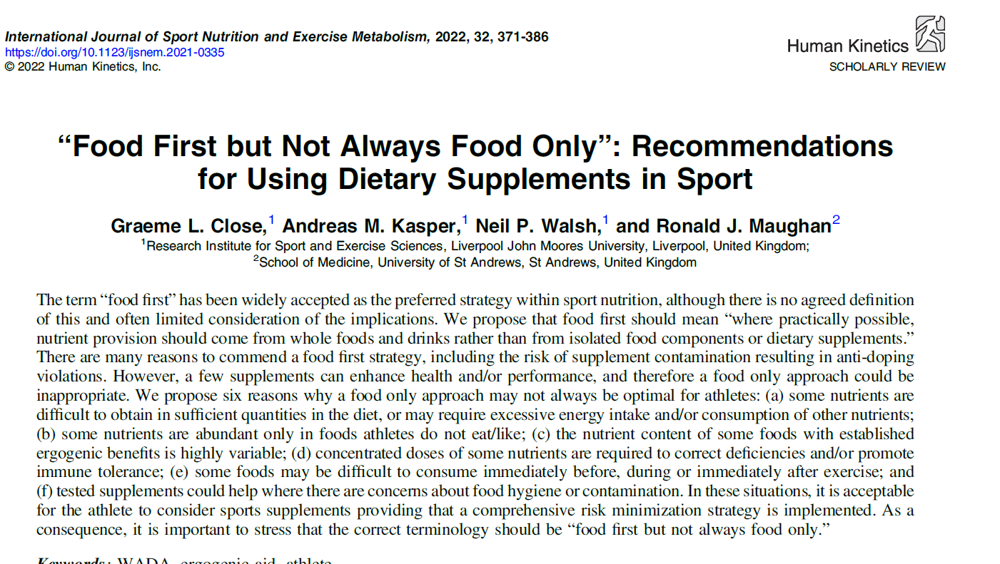 International Journal of Sport Nutrition and Exercise Metabolism, 2022, 32, 371-386
https://doi.org/10.1123/ijsnem.2021-0335
© 2022 Human Kinetics, Inc.
Human Kinetics
SCHOLARLY REVIEW
“Food First but Not Always Food Only”: Recommendations
for Using Dietary Supplements in Sport
Graeme L. Close,1 Andreas M. Kasper,1 Neil P. Walsh,1 and Ronald J. Maughan2
1Research Institute for Sport and Exercise Sciences, Liverpool John Moores University, Liverpool, United Kingdom;
2School of Medicine, University of St Andrews, St Andrews, United Kingdom
The term “food first” has been widely accepted as the preferred strategy within sport nutrition, although there is no agreed definition
of this and often limited consideration of the implications. We propose that food first should mean “where practically possible,
nutrient provision should come from whole foods and drinks rather than from isolated food components or dietary supplements.”
There are many reasons to commend a food first strategy, including the risk of supplement contamination resulting in anti-doping
violations. However, a few supplements can enhance health and/or performance, and therefore a food only approach could be
inappropriate. We propose six reasons why a food only approach may not always be optimal for athletes: (a) some nutrients are
difficult to obtain in sufficient quantities in the diet, or may require excessive energy intake and/or consumption of other nutrients;
(b) some nutrients are abundant only in foods athletes do not eat/like; (c) the nutrient content of some foods with established
ergogenic benefits is highly variable; (d) concentrated doses of some nutrients are required to correct deficiencies and/or promote
immune tolerance; (e) some foods may be difficult to consume immediately before, during or immediately after exercise; and
(f) tested supplements could help where there are concerns about food hygiene or contamination. In these situations, it is acceptable
for the athlete to consider sports supplements providing that a comprehensive risk minimization strategy is implemented. As a
consequence, it is important to stress that the correct terminology should be “food first but not always food only.”
Keywords: WADA, ergogenic aid, athlete